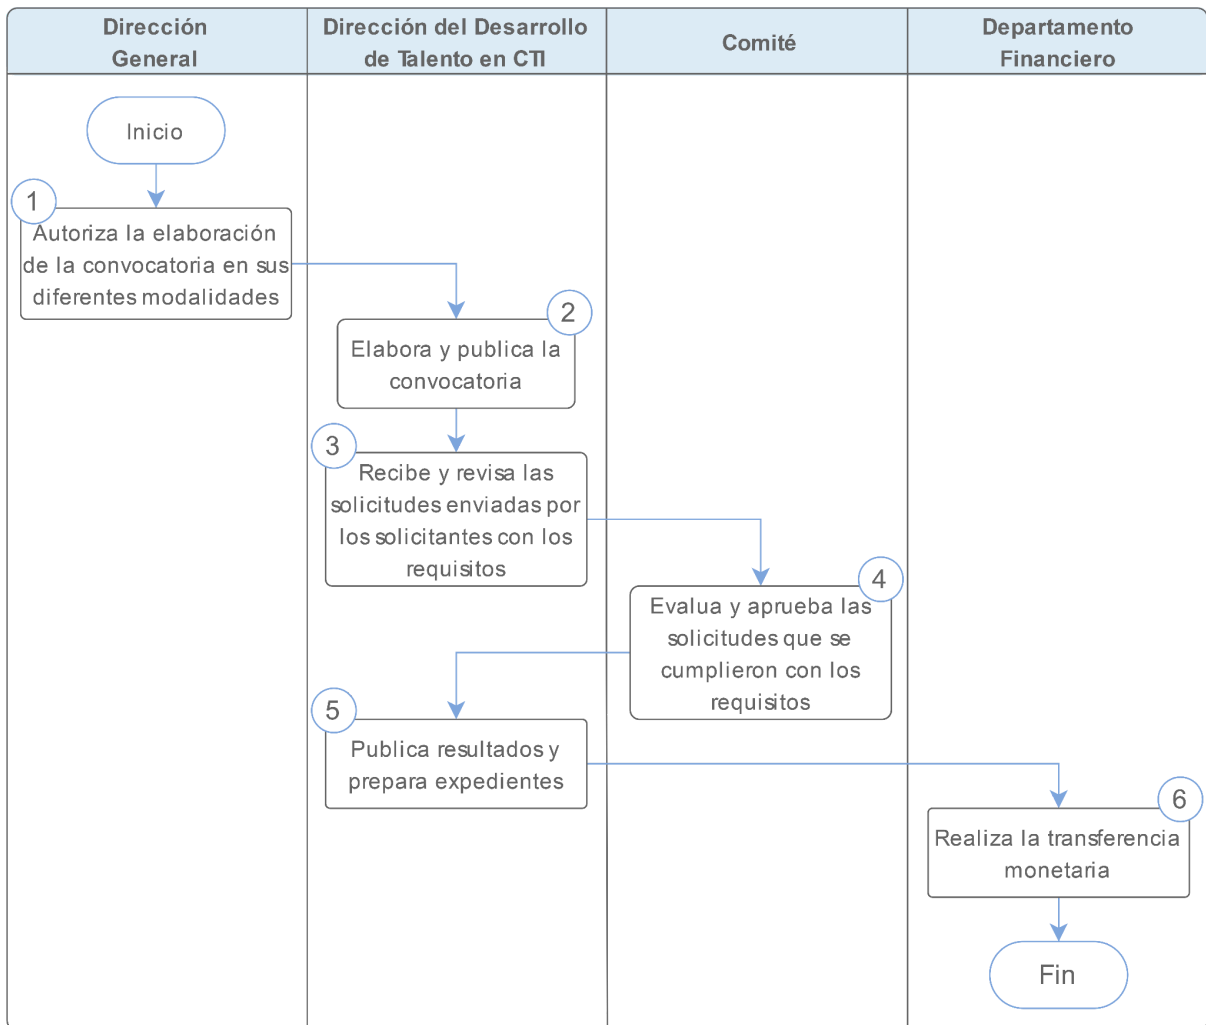 Dirección
General
Dirección del Desarrollo
de Talento en CTI
Comité
Departamento
Financiero
Inicio
1
Autoriza la elaboración
de la convocatoria en sus
diferentes modalidades
2
Elabora y publica la
convocatoria
3
Recibe y revisa las
solicitudes enviadas por
los solicitantes con los
requisitos
4
Evalua y aprueba las
solicitudes que se
cumplieron con los
requisitos
5
Publica resultados y
prepara expedientes
6
Realiza la transferencia
monetaria
Fin